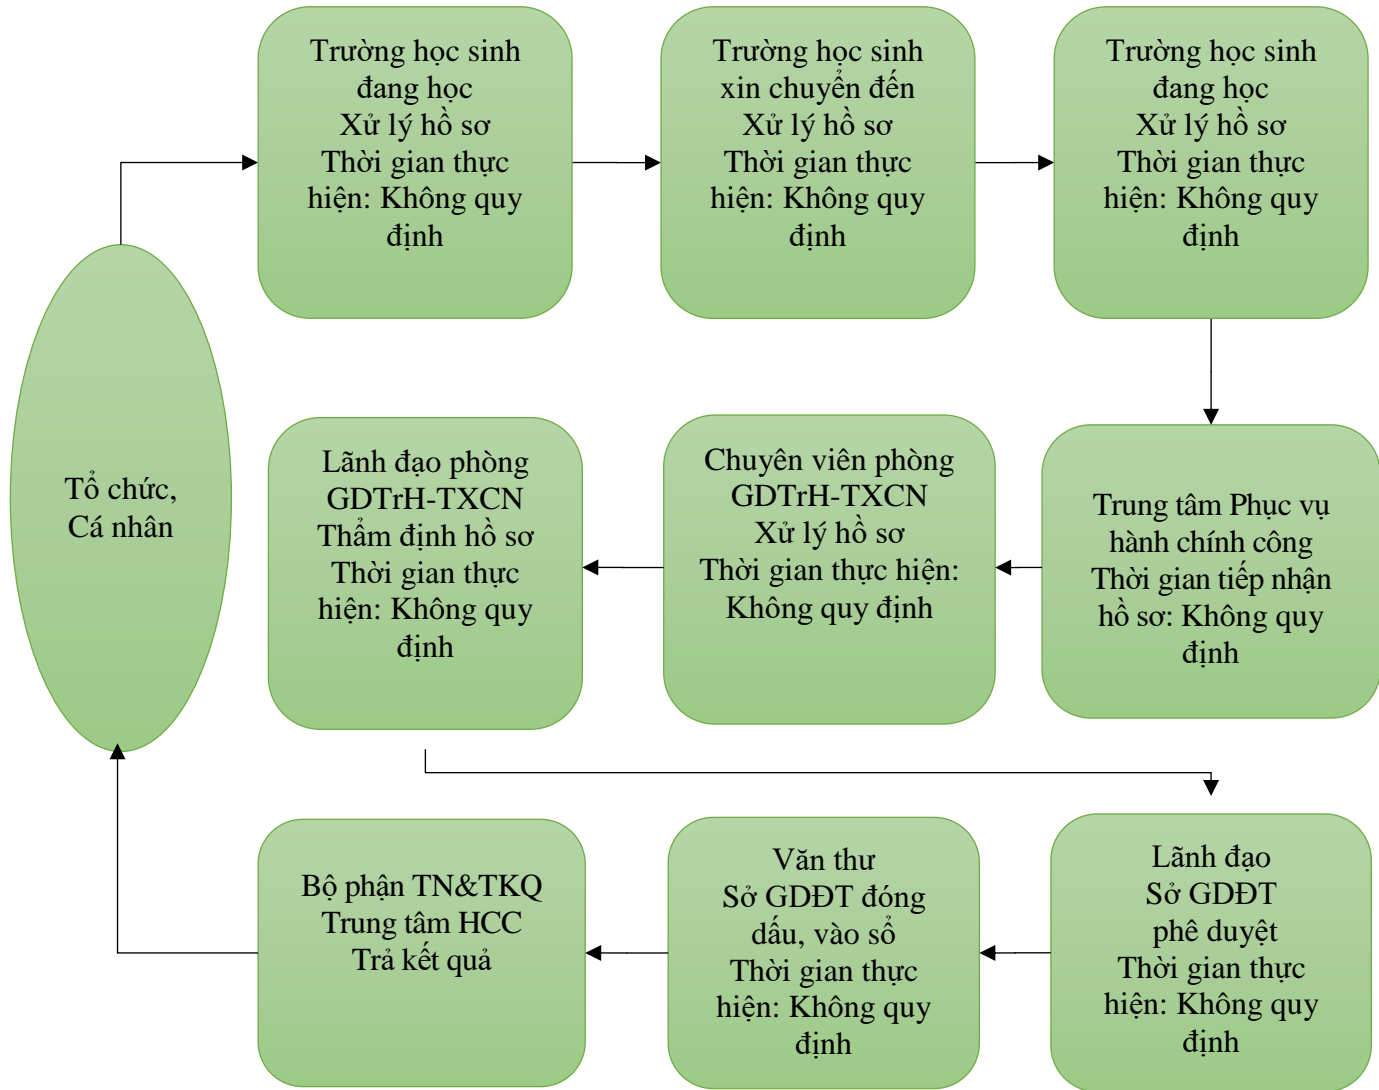 Trường học sinh
đang học
Xử lý hồ sơ
Thời gian thực
hiện: Không quy
định
Trường học sinh
xin chuyển đến
Xử lý hồ sơ
Thời gian thực
hiện: Không quy
định
Trường học sinh
đang học
Xử lý hồ sơ
Thời gian thực
hiện: Không quy
định
Tổ chức,
Cá nhân
Lãnh đạo phòng
GDTrH-TXCN
Thẩm định hồ sơ
Thời gian thực
hiện: Không quy
định
Chuyên viên phòng
GDTrH-TXCN
Xử lý hồ sơ
Thời gian thực hiện:
Không quy định
Trung tâm Phục vụ
hành chính công
Thời gian tiếp nhận
hồ sơ: Không quy
định
Bộ phận TN&TKQ
Trung tâm HCC
Trả kết quả
Văn thư
Sở GDĐT đóng
dấu, vào sổ
Thời gian thực
hiện: Không quy
định
Lãnh đạo
Sở GDĐT
phê duyệt
Thời gian thực
hiện: Không quy
định